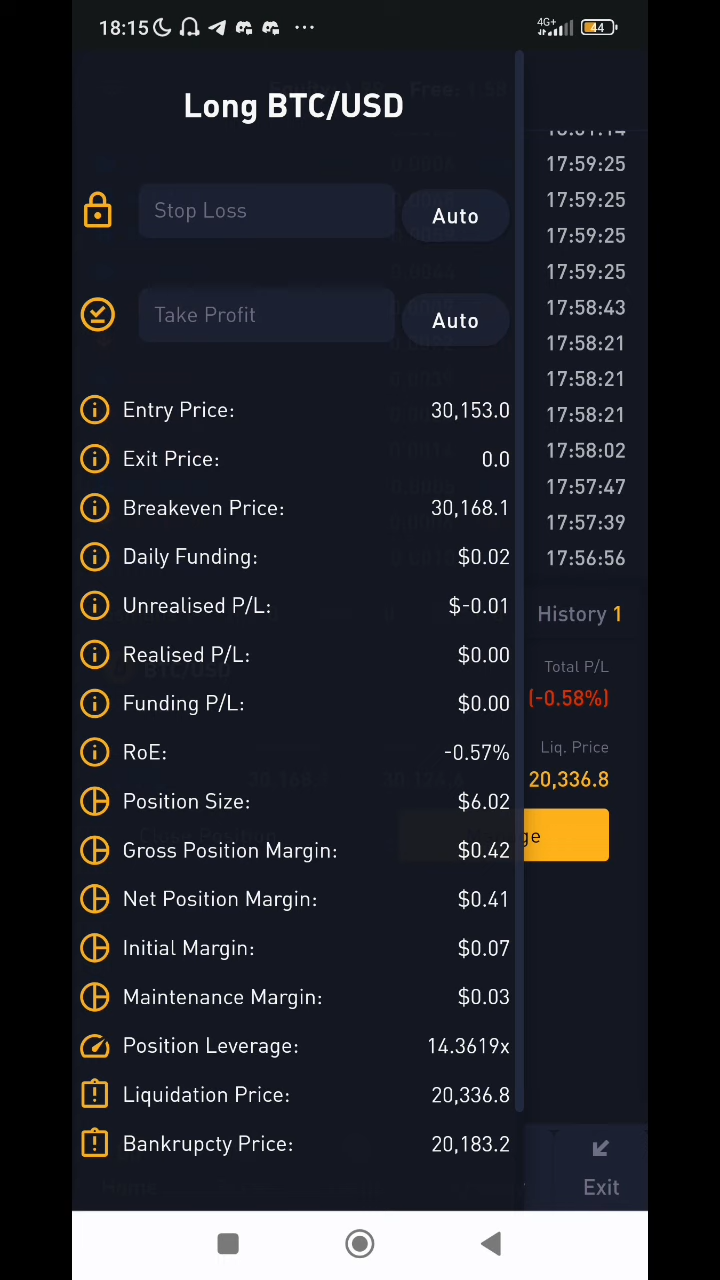 18:15 ... 4G+ 44
Long BTC/USD
Stop Loss Auto
Take Profit Auto
17:59:25
17:59:25
17:59:25
17:59:25
17:58:43
17:58:21
17:58:21
17:58:21
17:58:02
17:57:47
17:57:39
17:56:56
Entry Price: 30,153.0
Exit Price: 0.0
Breakeven Price: 30,168.1
Daily Funding: $0.02
Unrealised P/L: $-0.01
Realised P/L: $0.00
Funding P/L: $0.00
RoE: -0.57%
Position Size: $6.02
Gross Position Margin: $0.42
Net Position Margin: $0.41
Initial Margin: $0.07
Maintenance Margin: $0.03
Position Leverage: 14.3619x
Liquidation Price: 20,336.8
Bankrupcty Price: 20,183.2
History 1
Total P/L
(-0.58%)
Liq. Price
20,336.8
Exit